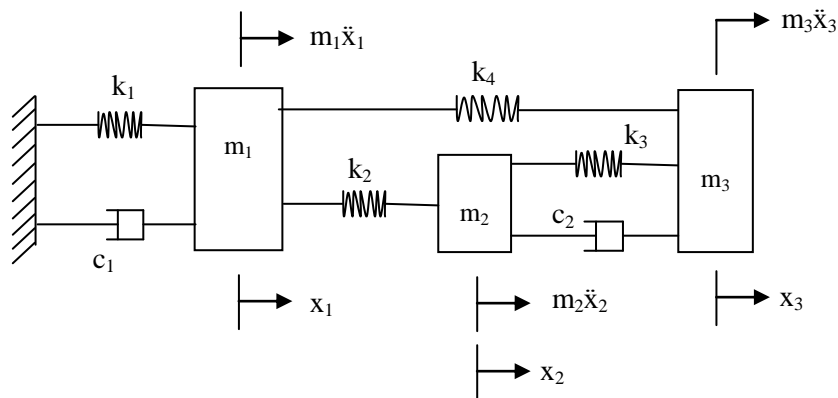 m₁ẍ₁
m₃ẍ₃
k₁
k₄
m₁
k₃
k₂
m₂
m₃
c₂
c₁
x₁
m₂ẍ₂
x₃
x₂